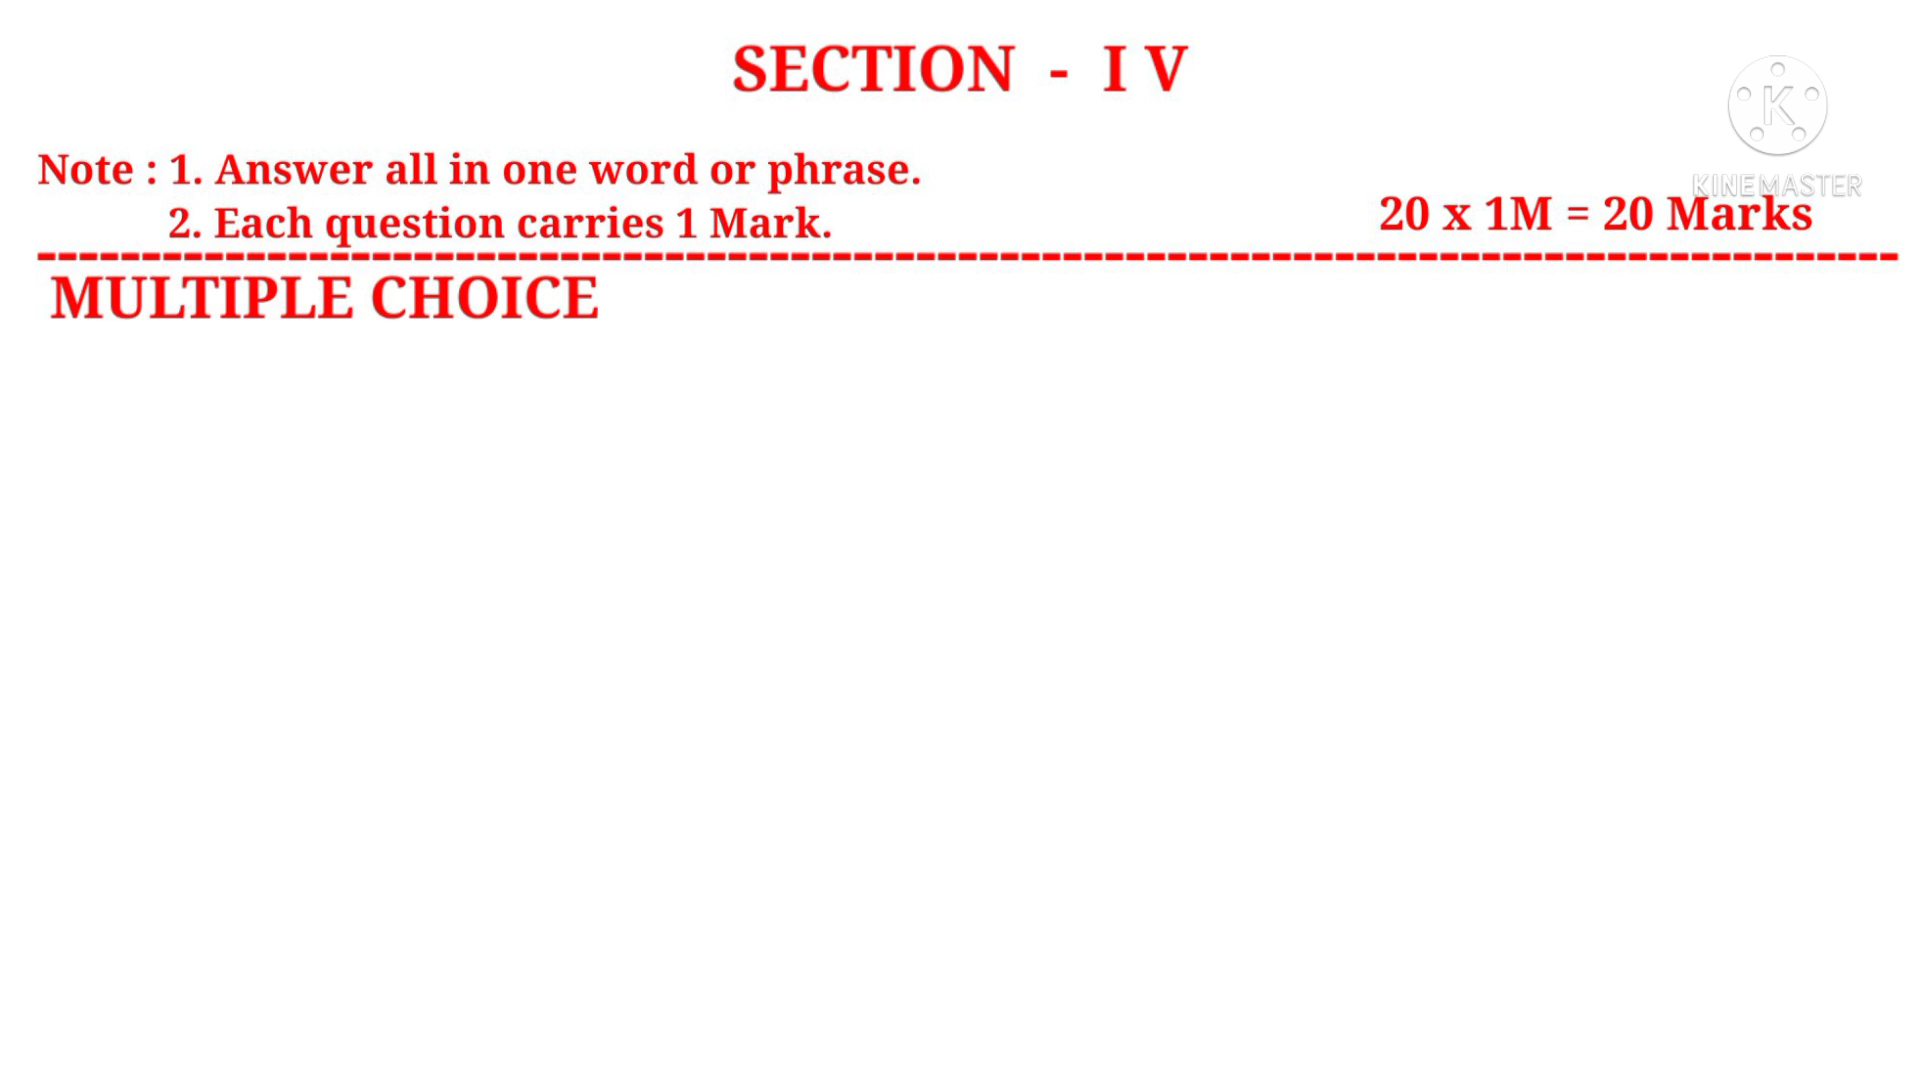 SECTION - I V
K
KINEMASTER
Note : 1. Answer all in one word or phrase.
2. Each question carries 1 Mark.
20 x 1M = 20 Marks
MULTIPLE CHOICE